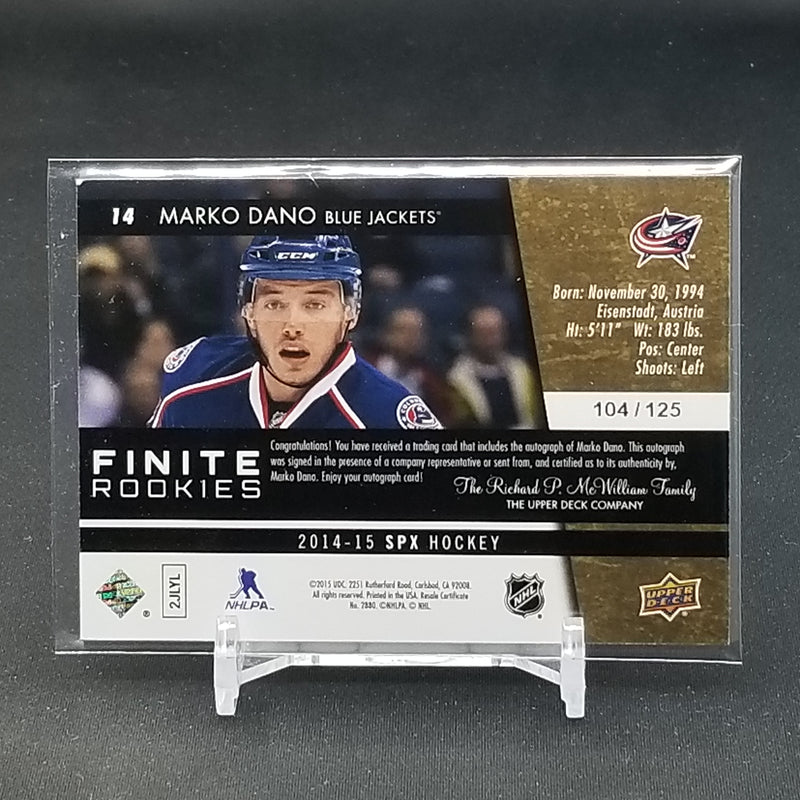 14 MARKO DANO BLUE JACKETS
CCM
Born: November 30, 1994
Eisenstadt, Austria
Ht: 5'11" Wt: 183 lbs.
Pos: Center
Shoots: Left
104 / 125
FINITE
ROOKIES
Congratulations! You have received a trading card that includes the autograph of Marko Dano. This autograph
was signed in the presence of a company representative or sent from, and certified as to its authenticity by,
Marko Dano. Enjoy your autograph card!
The Richard P. McWilliam Family
THE UPPER DECK COMPANY
2014-15 SPX HOCKEY
2JLYL
NHLPA™
©2015 UDC. 2251 Rutherford Road, Carlsbad, CA 92008.
All rights reserved. Printed in the USA. Resale Certificate
No. 2880. ©NHLPA. © NHL.
NHL
UPPER
DECK